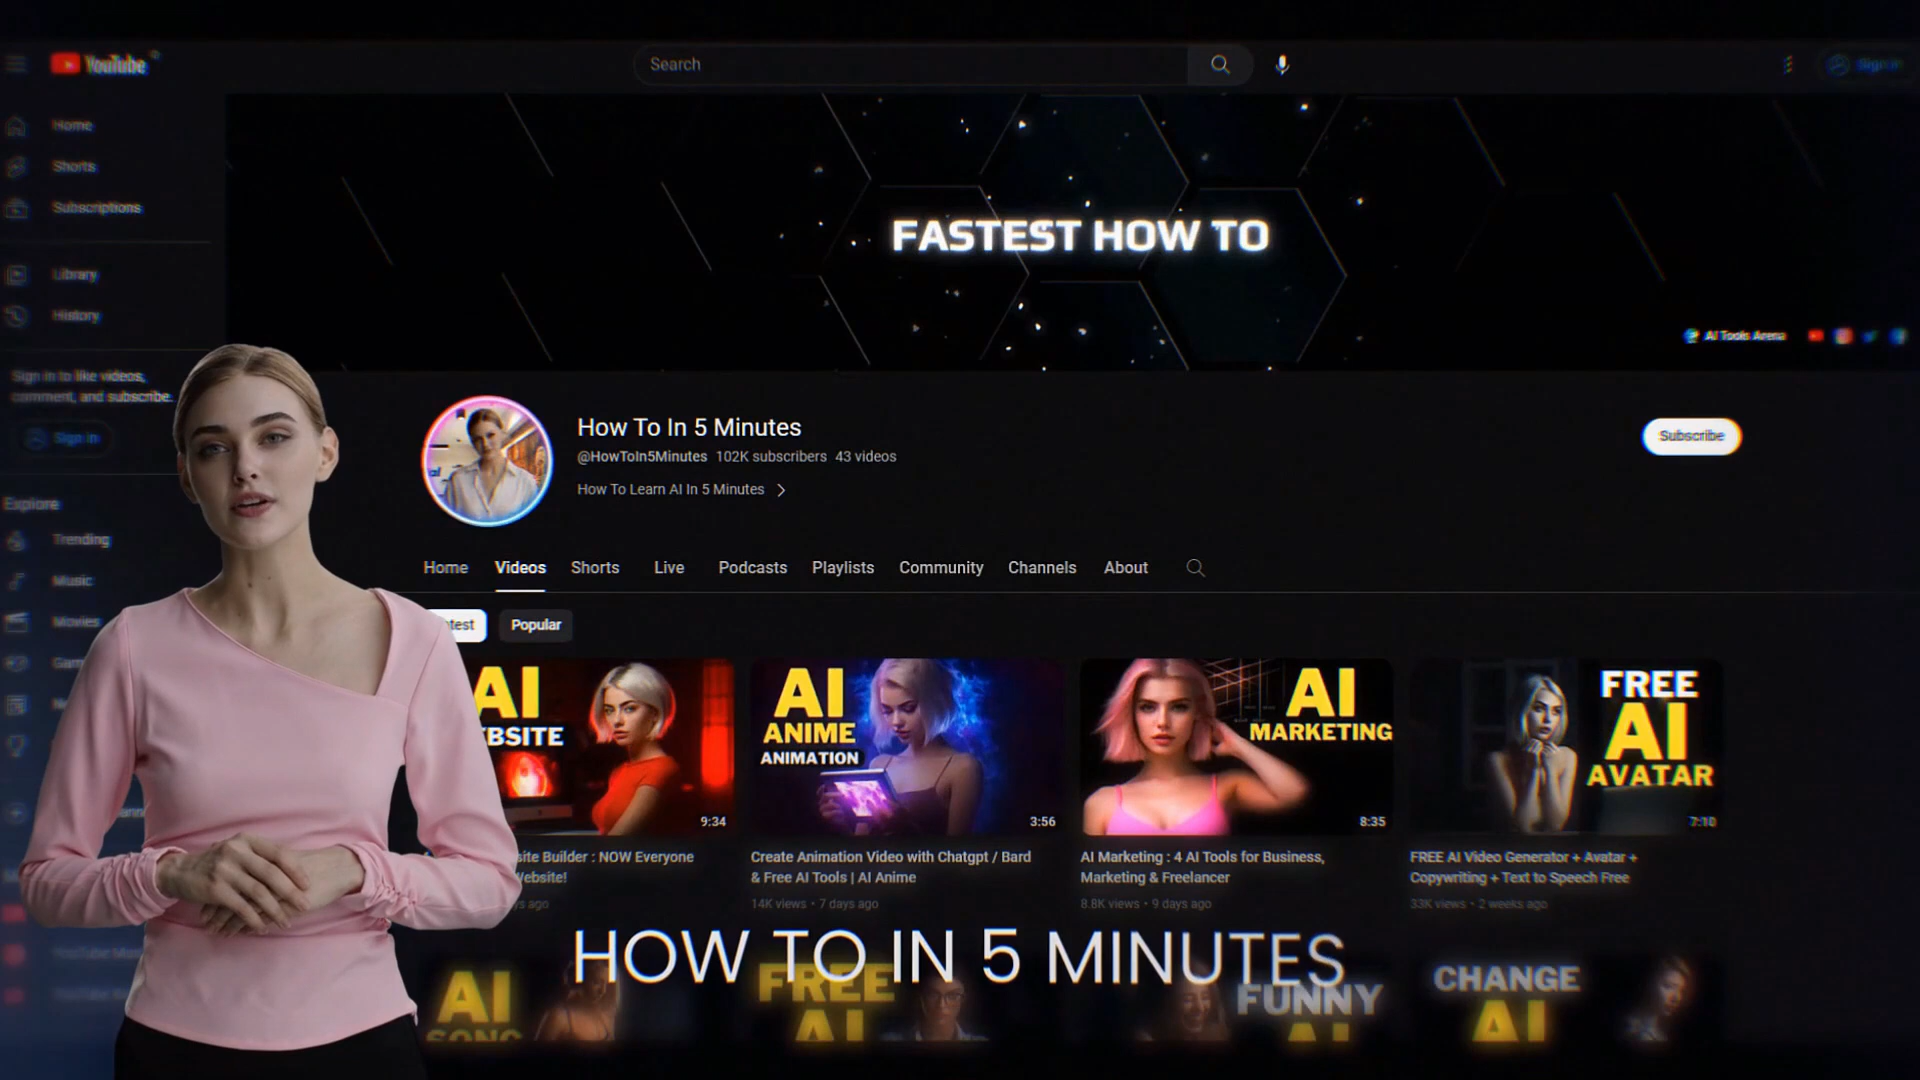 YouTube
Search
Sign in
Home
Shorts
Subscriptions
Library
History
Sign in to like videos,
comment, and subscribe.
Sign in
Explore
Trending
Music
Movies
FASTEST HOW TO
AI Tools Arena
How To In 5 Minutes
@HowToIn5Minutes 102K subscribers 43 videos
How To Learn AI In 5 Minutes
Subscribe
Home Videos Shorts Live Podcasts Playlists Community Channels About
Popular
AI
9:34
AI
ANIME
ANIMATION
3:56
AI
MARKETING
8:35
FREE
AI
AVATAR
7:10
Builder : NOW Everyone
Create Animation Video with Chatgpt / Bard
& Free AI Tools | AI Anime
14K views • 7 days ago
AI Marketing : 4 AI Tools for Business,
Marketing & Freelancer
8.8K views • 9 days ago
FREE AI Video Generator + Avatar +
Copywriting + Text to Speech Free
33K views • 2 weeks ago
HOW TO IN 5 MINUTES
AI
SONG
FREE
AI
FUNNY
AI
CHANGE
AI